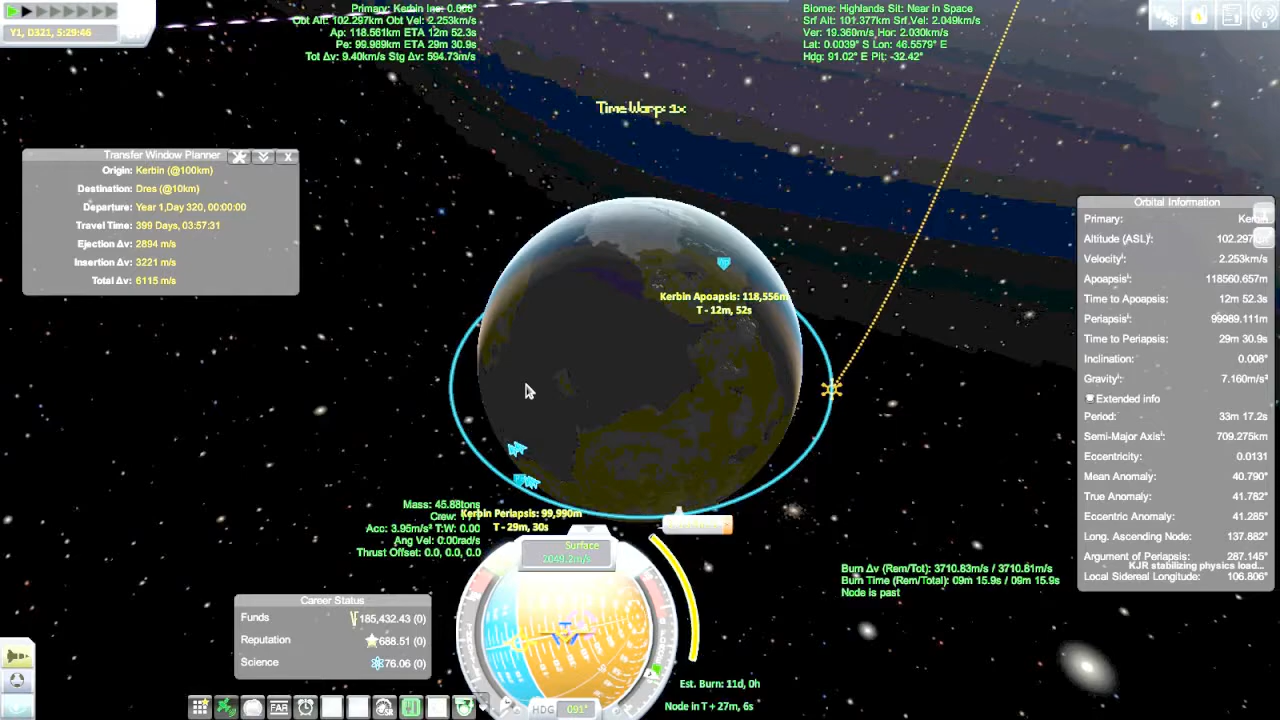 Primary: Kerbin Inc: 0.008°
Obt Alt: 102.297km Obt Vel: 2.253km/s
Ap: 118.561km ETA 12m 52.3s
Pe: 99.989km ETA 29m 30.9s
Tot Δv: 9.40km/s Stg Δv: 594.73m/s
Biome: Highlands Sit: Near in Space
Srf Alt: 101.377km Srf Vel: 2.049km/s
Ver: 19.360m/s Hor: 2.030km/s
Lat: 0.0039° S Lon: 46.5579° E
Hdg: 91.02° E Pit: -32.42°
Y1, D321, 5:29:46
Time Warp: 1x
Transfer Window Planner
Origin: Kerbin (@100km)
Destination: Dres (@10km)
Departure: Year 1,Day 320, 00:00:00
Travel Time: 399 Days, 03:57:31
Ejection Δv: 2894 m/s
Insertion Δv: 3221 m/s
Total Δv: 6115 m/s
Kerbin Apoapsis: 118,556m
T - 12m, 52s
Orbital Information
Primary: Kerbin
Altitude (ASL): 102.297km
Velocity: 2.253km/s
Apoapsis: 118560.657m
Time to Apoapsis: 12m 52.3s
Periapsis: 99989.111m
Time to Periapsis: 29m 30.9s
Inclination: 0.008°
Gravity: 7.160m/s²
Extended info
Period: 33m 17.2s
Semi-Major Axis: 709.275km
Eccentricity: 0.0131
Mean Anomaly: 40.790°
True Anomaly: 41.782°
Eccentric Anomaly: 41.285°
Long. Ascending Node: 137.882°
Argument of Periapsis: 287.145°
KJR stabilizing physics load...
Local Sidereal Longitude: 106.806°
Mass: 45.88tons
Crew:
Acc: 3.95m/s² T:W: 0.00
Ang Vel: 0.00rad/s
Thrust Offset: 0.0, 0.0, 0.0
Kerbin Periapsis: 99,990m
T - 29m, 30s
Surface
2049.2m/s
Burn Δv (Rem/Tot): 3710.83m/s / 3710.81m/s
Burn Time (Rem/Total): 09m 15.9s / 09m 15.9s
Node is past
Career Status
Funds 185,432.43 (0)
Reputation 688.51 (0)
Science 76.06 (0)
Est. Burn: 11d, 0h
Node in T + 27m, 6s
FAR
HDG 091°